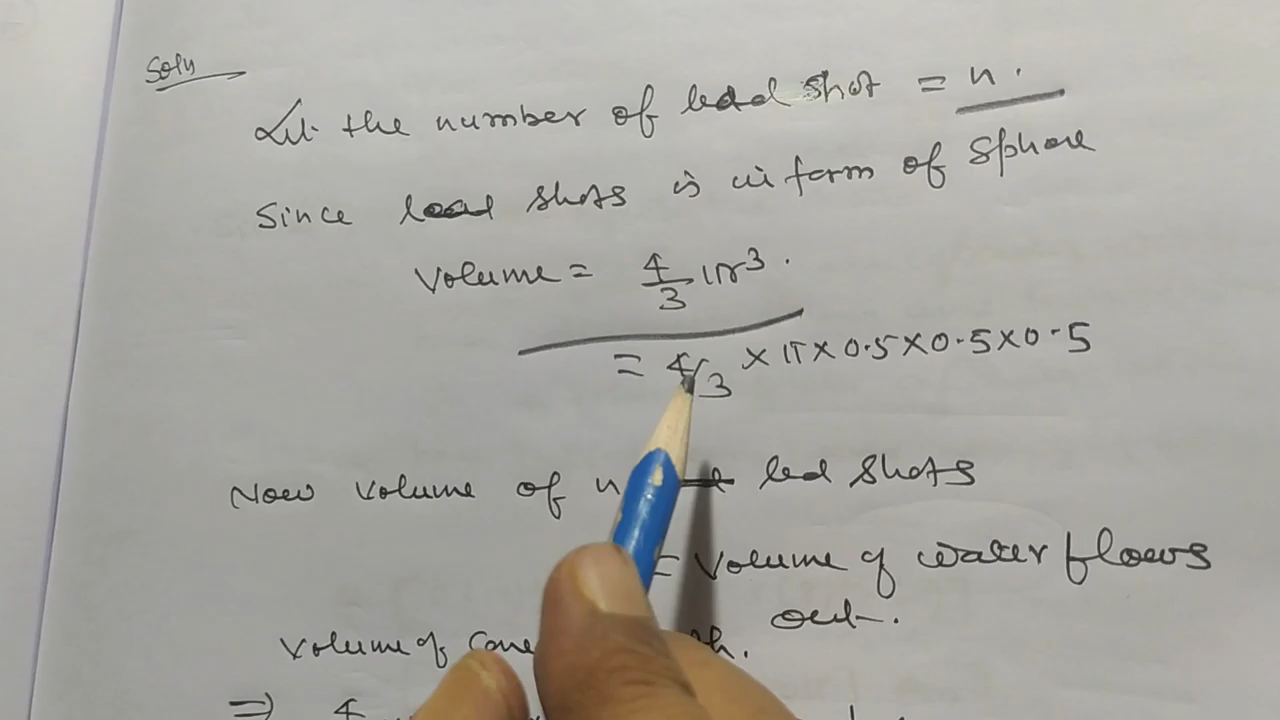 Soln
Let the number of lead shot = n.
Since lead shots is in form of sphere
Volume = 4/3 πr³.
= 4/3 × π × 0.5 × 0.5 × 0.5
Now volume of n led shots
= Volume of water flows
out.
Volume of Cone h.
⇒ 4